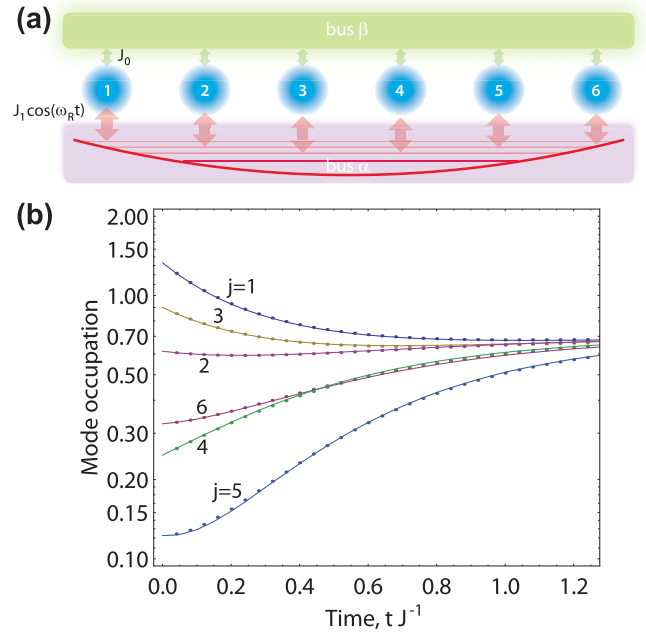 (a)
bus β
J₀
1 2 3 4 5 6
J₁cos(ωRt)
bus α
(b)
2.00
1.50
1.00
0.70
0.50
0.30
0.20
0.15
0.10
Mode occupation
j=1
3
2
6
4
j=5
0.0 0.2 0.4 0.6 0.8 1.0 1.2
Time, t J⁻¹